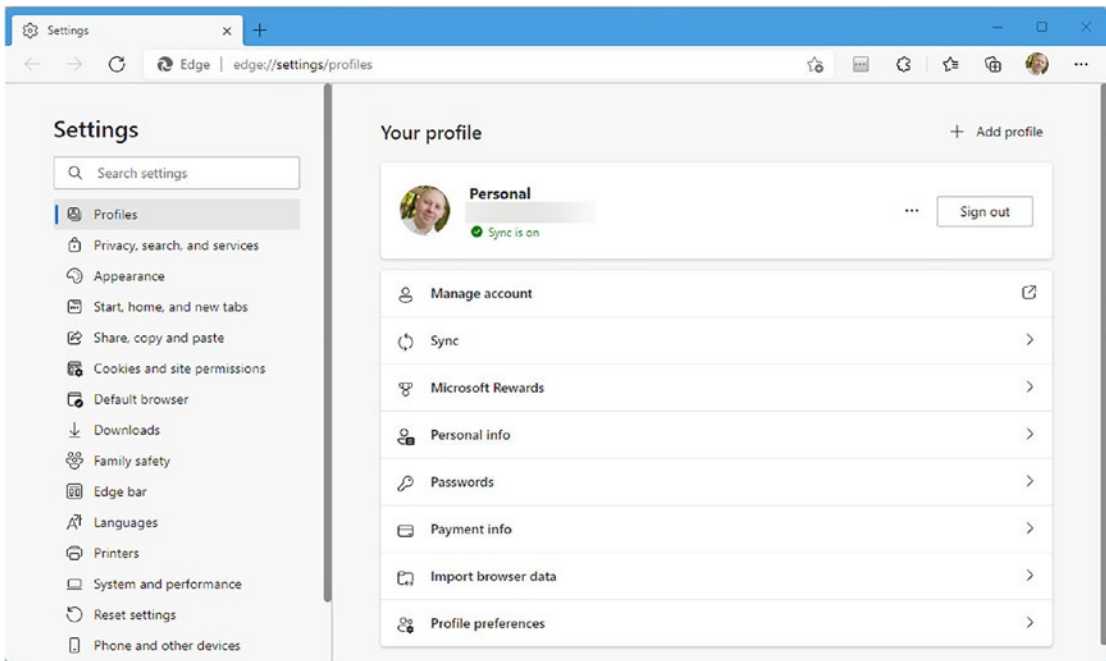 Settings
Edge | edge://settings/profiles
Settings
Search settings
Profiles
Privacy, search, and services
Appearance
Start, home, and new tabs
Share, copy and paste
Cookies and site permissions
Default browser
Downloads
Family safety
Edge bar
Languages
Printers
System and performance
Reset settings
Phone and other devices
Your profile
Add profile
Personal
Sync is on
Sign out
Manage account
Sync
Microsoft Rewards
Personal info
Passwords
Payment info
Import browser data
Profile preferences